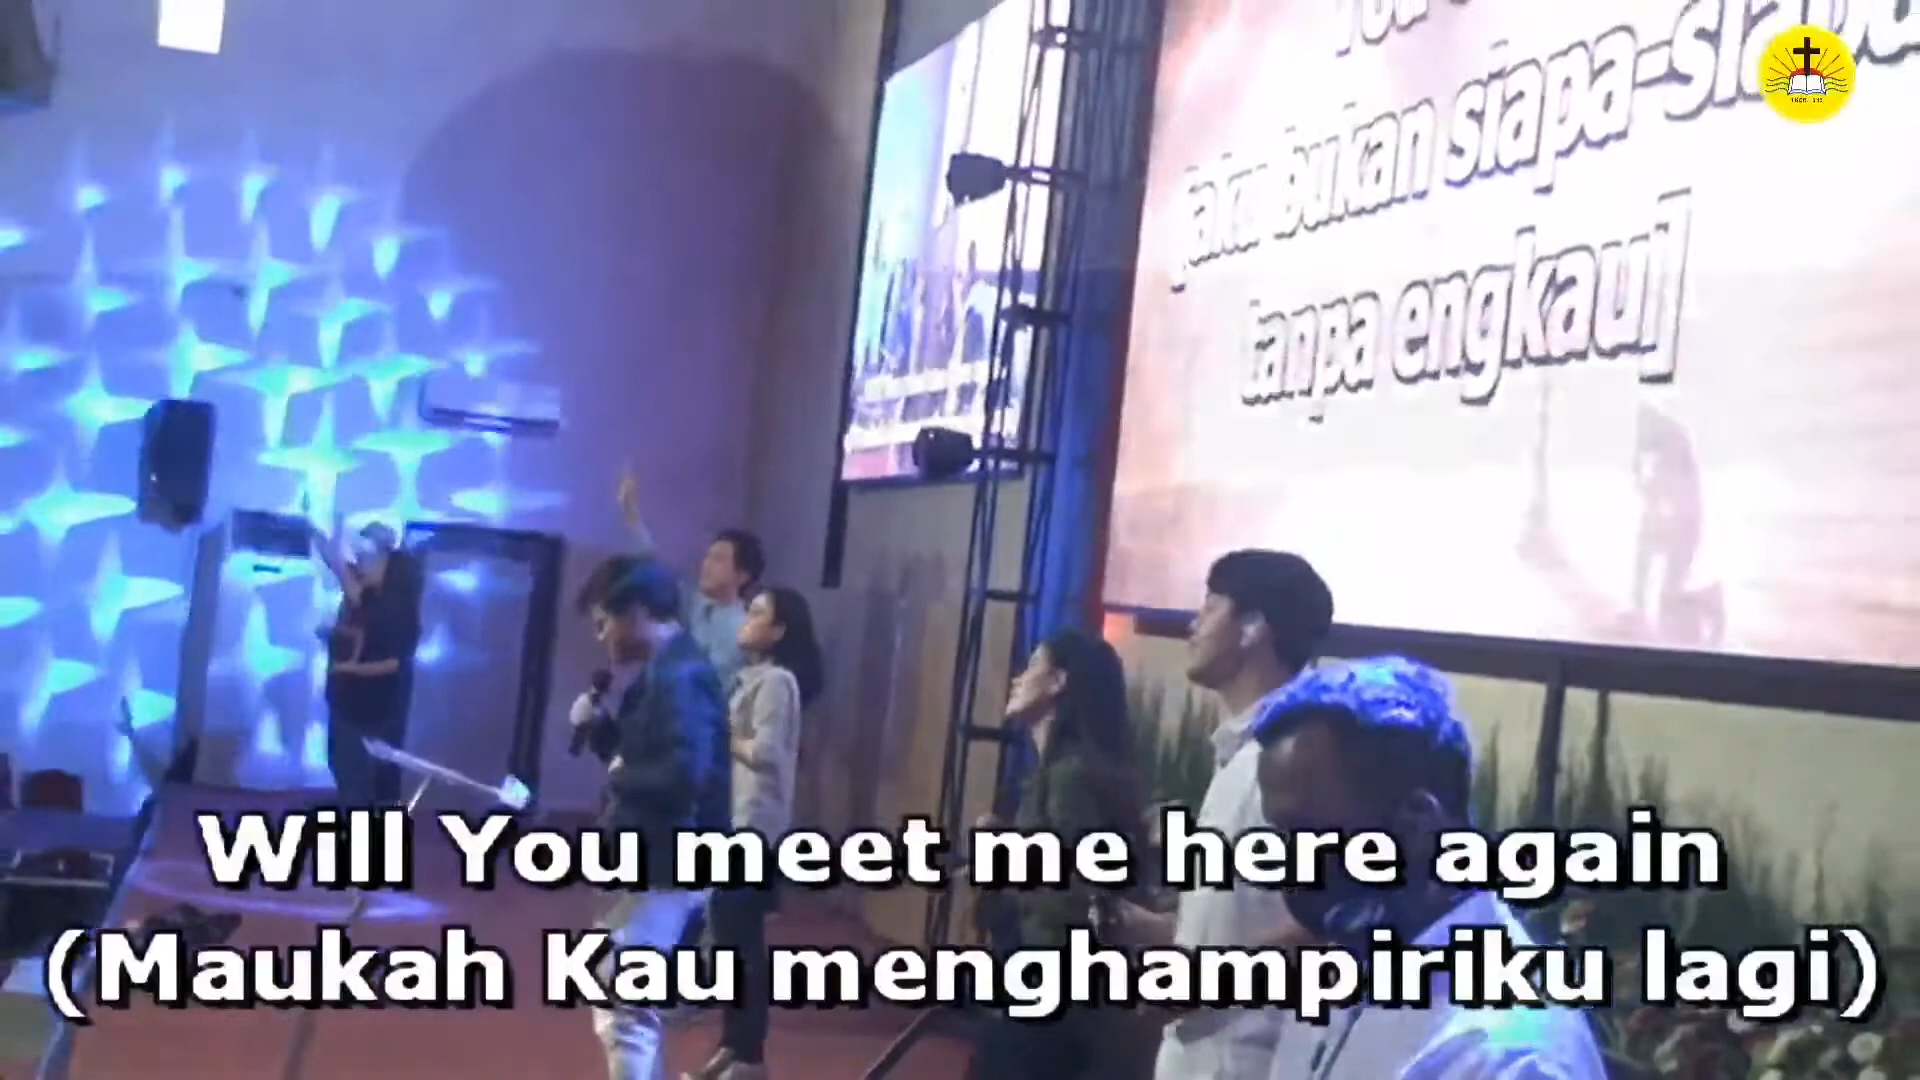 [aku bukan siapa-siapa
tanpa engkau]
Will You meet me here again
(Maukah Kau menghampiriku lagi)